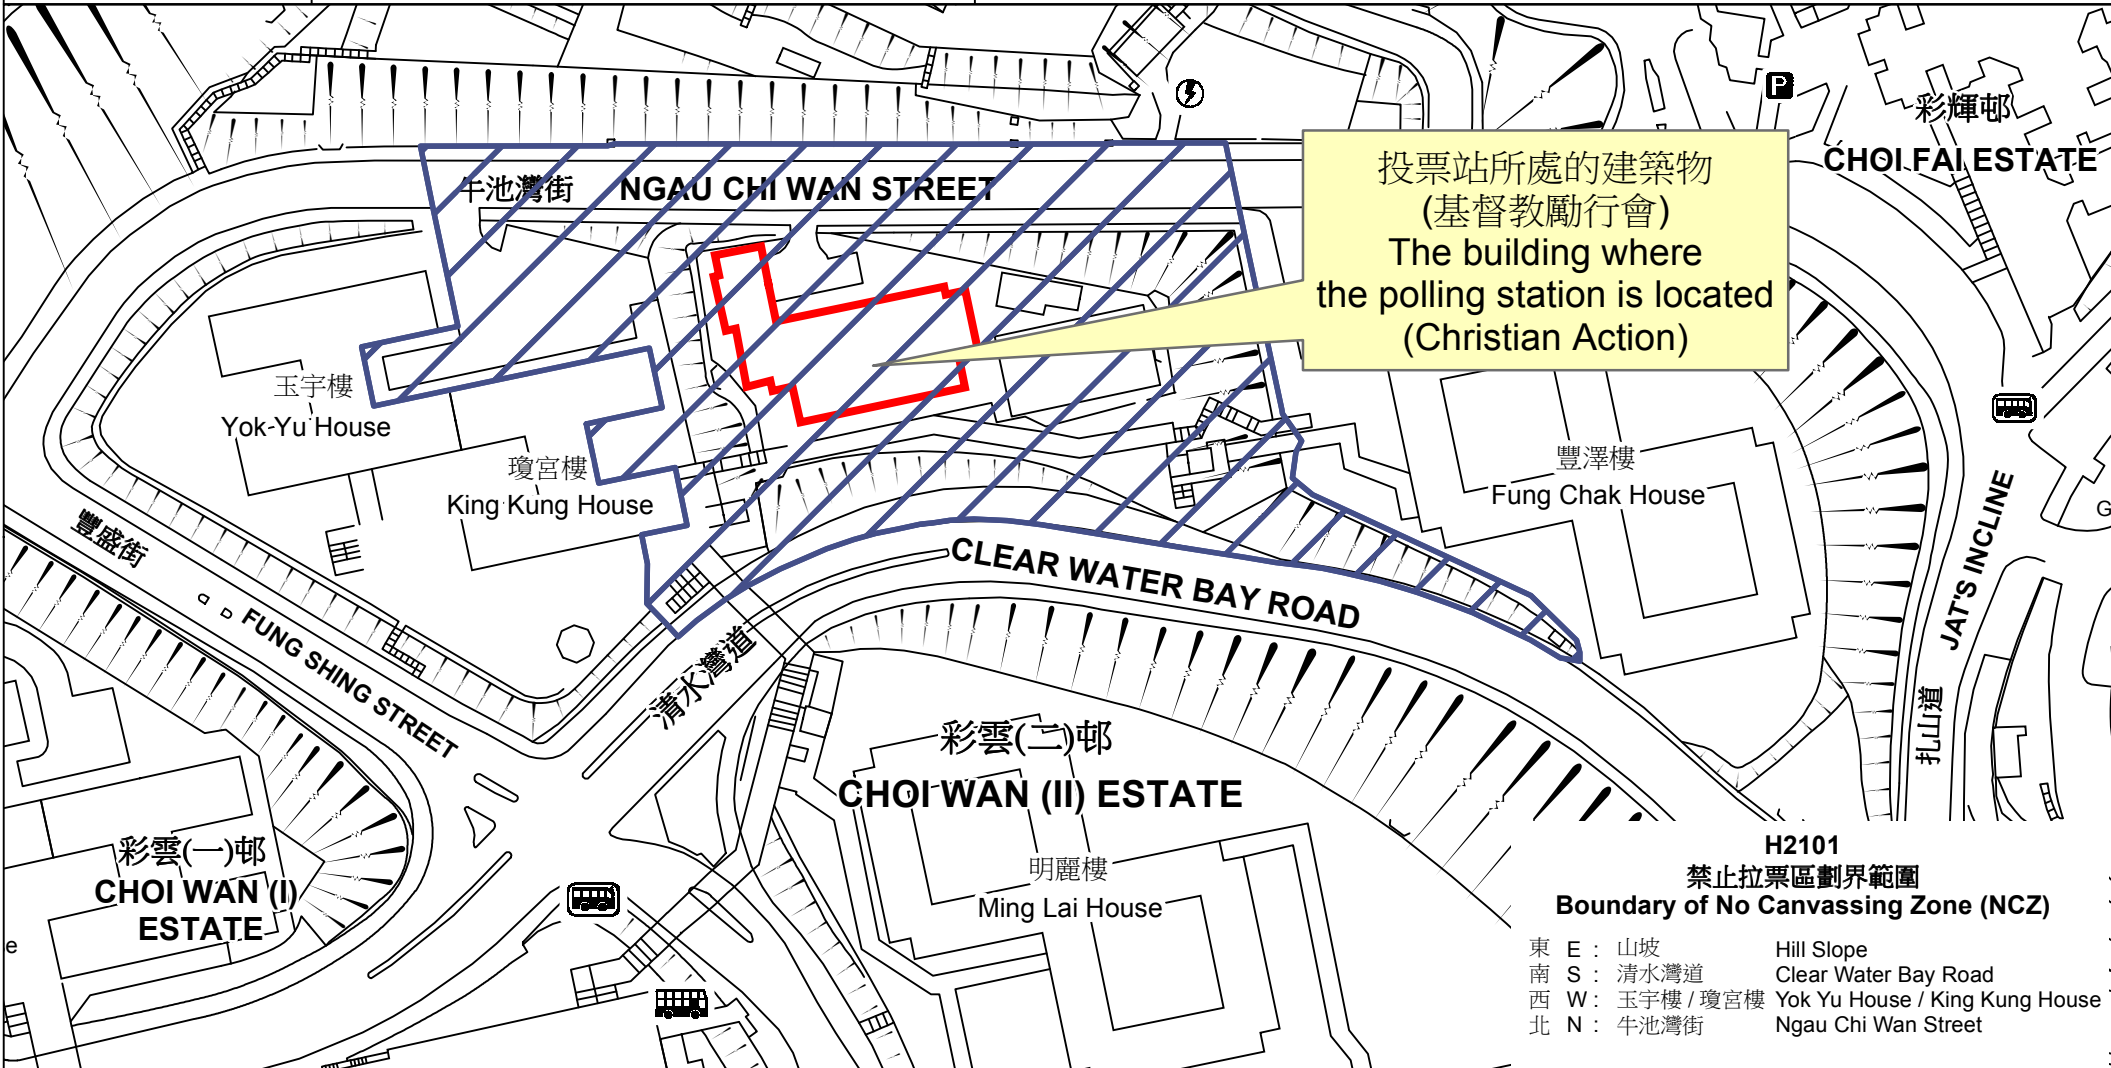 彩輝邨
CHOI FAI ESTATE
P
投票站所處的建築物
(基督教勵行會)
The building where
the polling station is located
(Christian Action)
牛池灣街 NGAU CHI WAN STREET
玉宇樓
Yok Yu House
瓊宮樓
King Kung House
豐澤樓
Fung Chak House
G
豐盛街
FUNG SHING STREET
CLEAR WATER BAY ROAD
清水灣道
JAT'S INCLINE
扎山道
彩雲(二)邨
CHOI WAN (II) ESTATE
明麗樓
Ming Lai House
彩雲(一)邨
CHOI WAN (I)
ESTATE
e
H2101
禁止拉票區劃界範圍
Boundary of No Canvassing Zone (NCZ)
東 E : 山坡 Hill Slope
南 S : 清水灣道 Clear Water Bay Road
西 W : 玉宇樓 / 瓊宮樓 Yok Yu House / King Kung House
北 N : 牛池灣街 Ngau Chi Wan Street